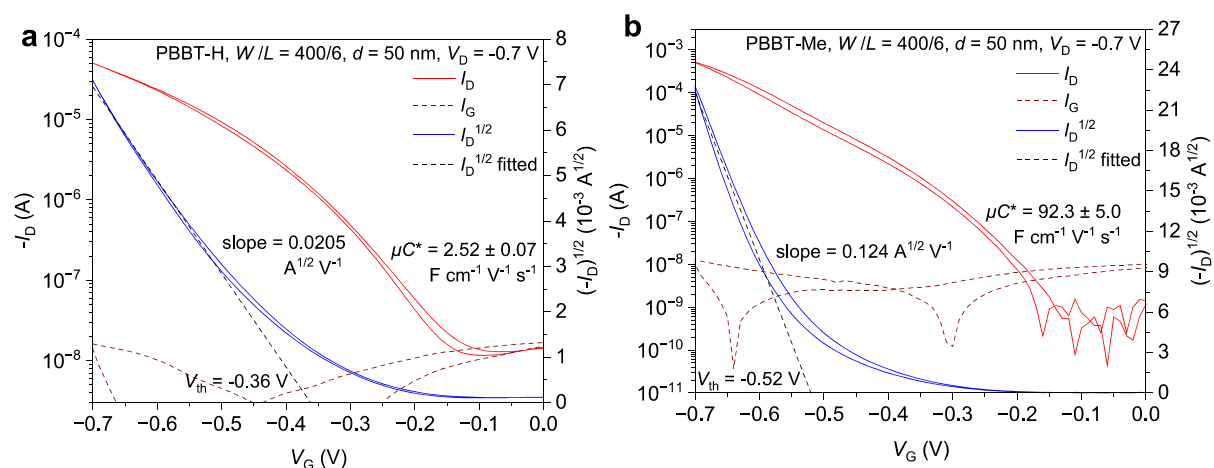 a
PBBT-H, W /L = 400/6, d = 50 nm, V_D = -0.7 V
I_D
I_G
I_D^1/2
I_D^1/2 fitted
slope = 0.0205
A^1/2 V^-1
μC* = 2.52 ± 0.07
F cm^-1 V^-1 s^-1
V_th = -0.36 V
10^-4
10^-5
10^-6
10^-7
10^-8
-I_D (A)
8
7
6
5
4
3
2
1
0
(-I_D)^1/2 (10^-3 A^1/2)
−0.7 −0.6 −0.5 −0.4 −0.3 −0.2 −0.1 0.0
V_G (V)
b
PBBT-Me, W /L = 400/6, d = 50 nm, V_D = -0.7 V
I_D
I_G
I_D^1/2
I_D^1/2 fitted
μC* = 92.3 ± 5.0
F cm^-1 V^-1 s^-1
slope = 0.124 A^1/2 V^-1
V_th = -0.52 V
10^-3
10^-4
10^-5
10^-6
10^-7
10^-8
10^-9
10^-10
10^-11
-I_D (A)
27
24
21
18
15
12
9
6
3
0
(-I_D)^1/2 (10^-3 A^1/2)
−0.7 −0.6 −0.5 −0.4 −0.3 −0.2 −0.1 0.0
V_G (V)